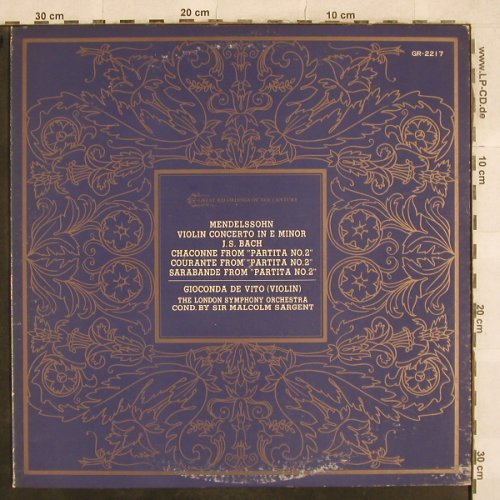 10 cm
20 cm
30 cm
GR-2217
www.LP-CD.de
10 cm
20 cm
30 cm
GREAT RECORDINGS OF THE CENTURY
MENDELSSOHN
VIOLIN CONCERTO IN E MINOR
J.S. BACH
CHACONNE FROM "PARTITA NO.2"
COURANTE FROM "PARTITA NO.2"
SARABANDE FROM "PARTITA NO.2"
GIOCONDA DE VITO (VIOLIN)
THE LONDON SYMPHONY ORCHESTRA
COND. BY SIR MALCOLM SARGENT